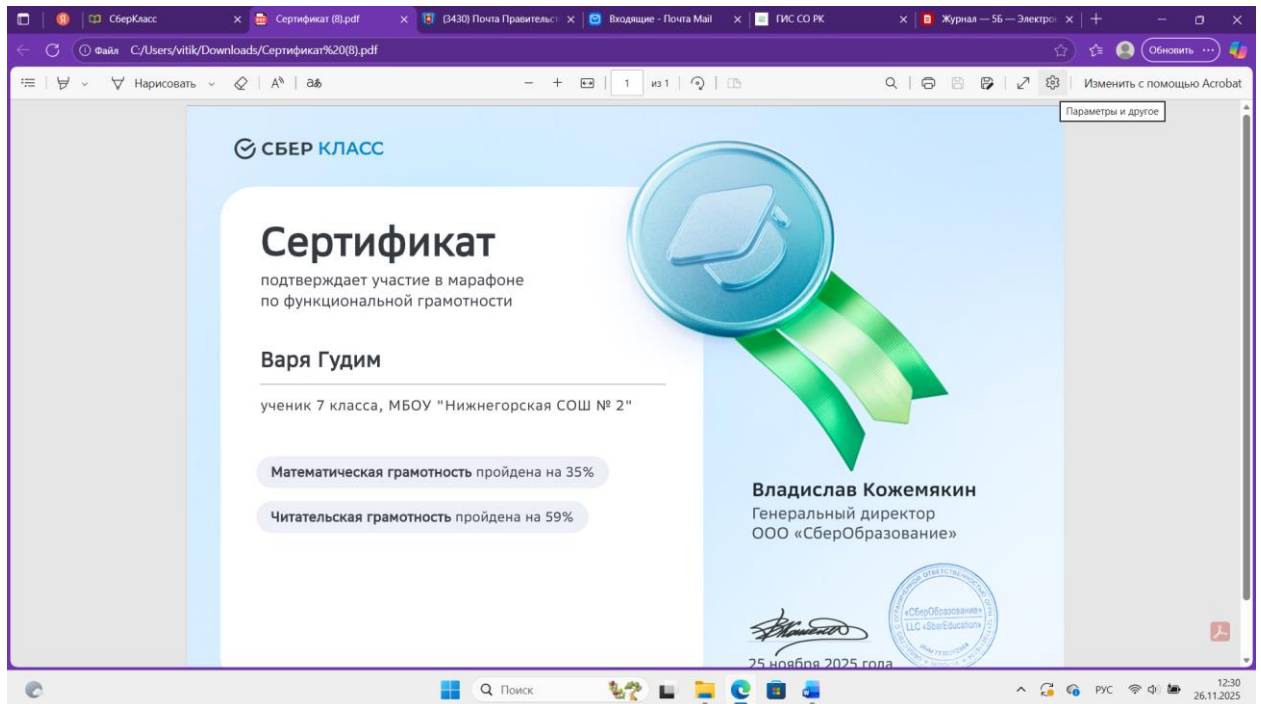 СберКласс
Сертификат (8).pdf
(3430) Почта Правительст
Входящие - Почта Mail
ГИС СО РК
Журнал — 5Б — Электро
Файл C:/Users/vitik/Downloads/Сертификат%20(8).pdf
Обновить
Нарисовать
1 из 1
Изменить с помощью Acrobat
Параметры и другое
СБЕР КЛАСС
Сертификат
подтверждает участие в марафоне
по функциональной грамотности
Варя Гудим
ученик 7 класса, МБОУ "Нижнегорская СОШ № 2"
Математическая грамотность пройдена на 35%
Читательская грамотность пройдена на 59%
Владислав Кожемякин
Генеральный директор
ООО «СберОбразование»
«СберОбразование»
LLC «SberEducation»
25 ноября 2025 года
Поиск
РУС
12:30
26.11.2025